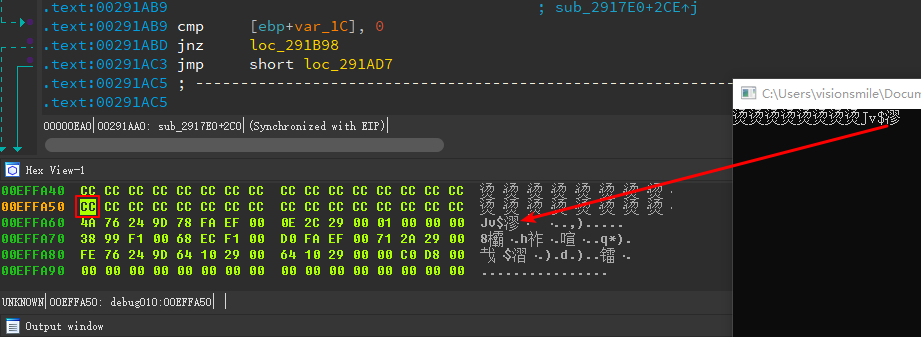 .text:00291AB9 ; sub_2917E0+2CE↑j
.text:00291AB9 cmp [ebp+var_1C], 0
.text:00291ABD jnz loc_291B98
.text:00291AC3 jmp short loc_291AD7
.text:00291AC5 ; ---------------------------------------------------------------
.text:00291AC5
00000EA0 00291AA0: sub_2917E0+2C0 (Synchronized with EIP)
C:\Users\visionsmile\Docum
烫烫烫烫烫烫烫烫Jv$漻
Hex View-1
00EFFA40 CC CC CC CC CC CC CC CC CC CC CC CC CC CC CC CC 烫烫烫烫烫烫烫烫.
00EFFA50 CC CC CC CC CC CC CC CC CC CC CC CC CC CC CC CC 烫烫烫烫烫烫烫烫.
00EFFA60 4A 76 24 9D 78 FA EF 00 0E 2C 29 00 01 00 00 00 Jv$漻 ..,).....
00EFFA70 38 99 F1 00 68 EC F1 00 D0 FA EF 00 71 2A 29 00 8欛.h祚.喧..q*).
00EFFA80 FE 76 24 9D 64 10 29 00 64 10 29 00 00 C0 D8 00 $漝.).d.)..镭.
00EFFA90 00 00 00 00 00 00 00 00 00 00 00 00 00 00 00 00 ................
UNKNOWN 00EFFA50: debug010:00EFFA50
Output window